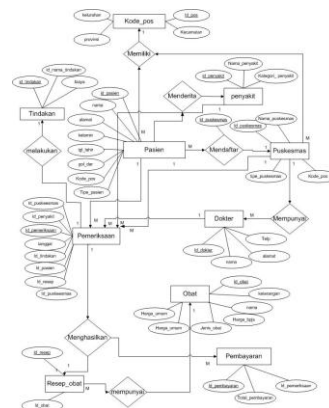 kelurahan
Kode_pos
id_pos
provinsi
Kecamatan
Memiliki
id_nama_tindakan
id_tindakan
biaya
Tindakan
melakukan
id_pasien
nama
alamat
kelamin
tgl_lahir
gol_dar
Kode_pos
Tipe_pasien
Pasien
Menderita
Nama_penyakit
id_penyakit
Kategori_penyakit
penyakit
id_puskesmas
Nama_puskesmas
id_puskesmas
Mendaftar
Puskesmas
tipe_puskesmas
Kode_pos
Mempunyai
Dokter
Telp
id_dokter
nama
alamat
id_puskesmas
id_penyakit
id_pemeriksaan
tanggal
id_tindakan
id_pasien
id_resep
id_puskesmas
Pemeriksaan
Obat
id_obat
keterangan
nama
Harga_umum
Harga_umum
Jenis_obat
Harga_bpjs
Menghasilkan
id_resep
Resep_obat
id_obat
mempunyai
Pembayaran
id_pembayaran
Total_pembayaran
id_pemeriksaan
1
M